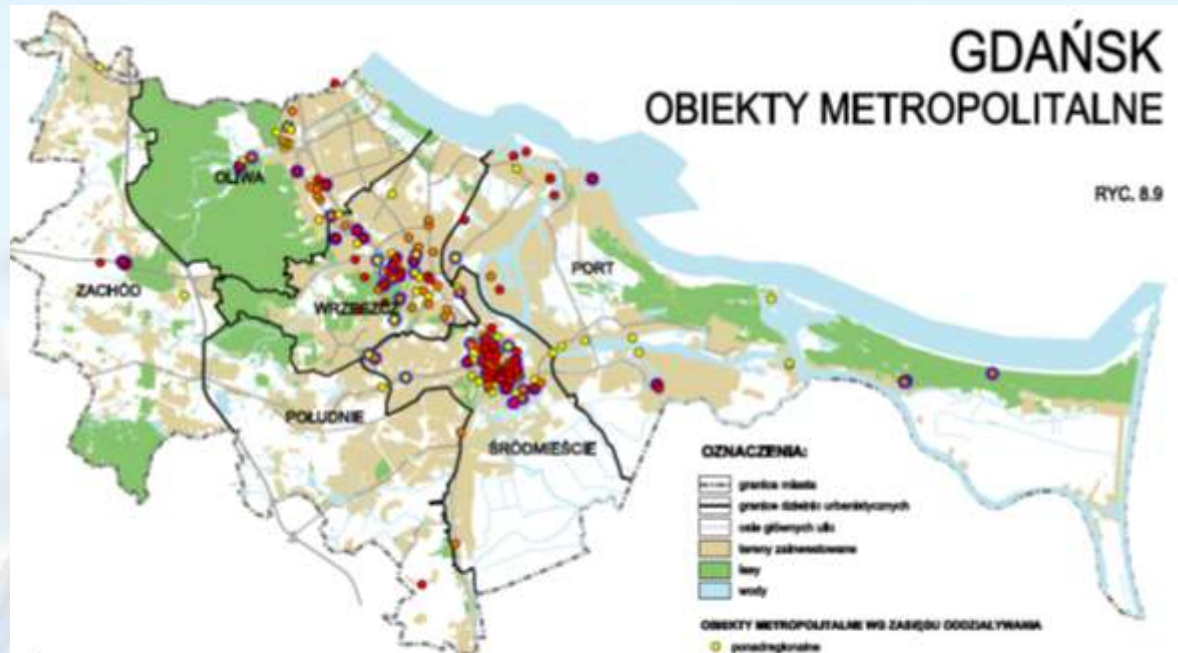 GDAŃSK
OBIEKTY METROPOLITALNE
RYC. 8.9
OLIWA
PORT
ZACHÓD
WRZESZCZ
POŁUDNIE
ŚRÓDMIEŚCIE
OZNACZENIA:
granice miasta
granice dzielnic urbanistycznych
osie głównych ulic
tereny zainwestowane
lasy
wody
OBIEKTY METROPOLITALNE WG ZASIĘGU ODDZIAŁYWANIA
ponadregionalne